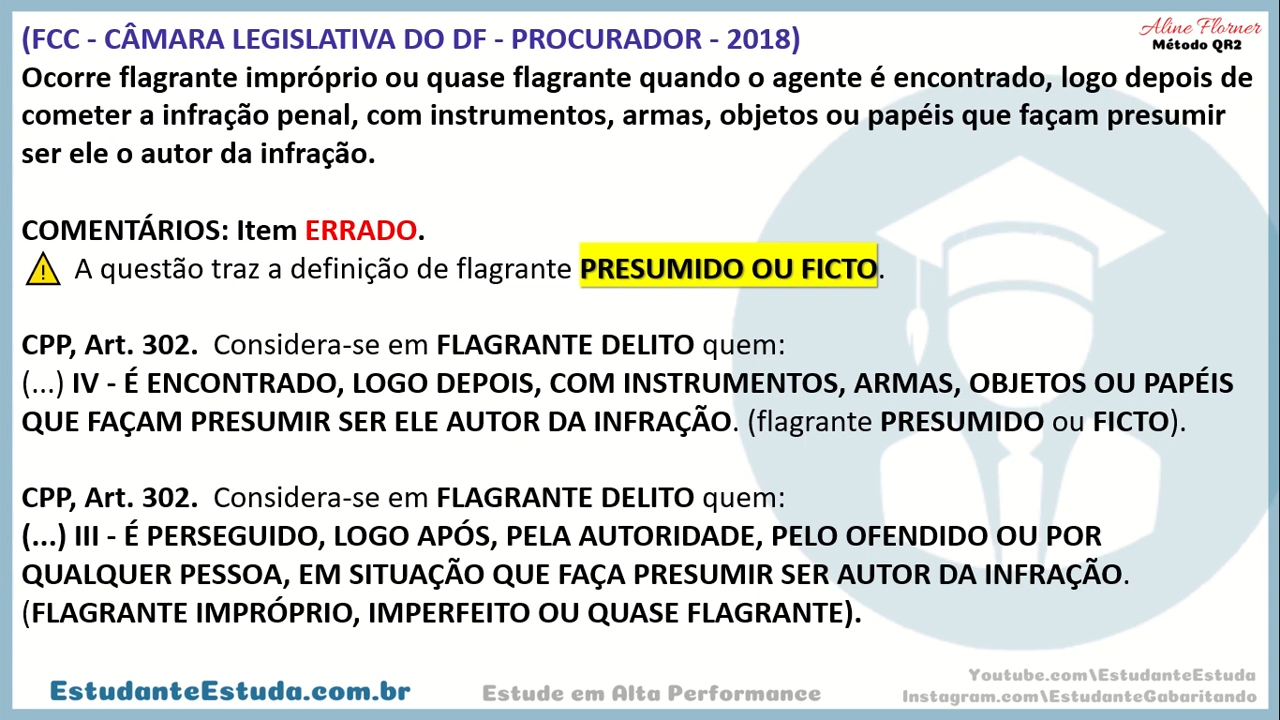 Aline Florner
Método QR2
(FCC - CÂMARA LEGISLATIVA DO DF - PROCURADOR - 2018)
Ocorre flagrante impróprio ou quase flagrante quando o agente é encontrado, logo depois de
cometer a infração penal, com instrumentos, armas, objetos ou papéis que façam presumir
ser ele o autor da infração.
COMENTÁRIOS: Item ERRADO.
A questão traz a definição de flagrante PRESUMIDO OU FICTO.
CPP, Art. 302. Considera-se em FLAGRANTE DELITO quem:
(...) IV - É ENCONTRADO, LOGO DEPOIS, COM INSTRUMENTOS, ARMAS, OBJETOS OU PAPÉIS
QUE FAÇAM PRESUMIR SER ELE AUTOR DA INFRAÇÃO. (flagrante PRESUMIDO ou FICTO).
CPP, Art. 302. Considera-se em FLAGRANTE DELITO quem:
(...) III - É PERSEGUIDO, LOGO APÓS, PELA AUTORIDADE, PELO OFENDIDO OU POR
QUALQUER PESSOA, EM SITUAÇÃO QUE FAÇA PRESUMIR SER AUTOR DA INFRAÇÃO.
(FLAGRANTE IMPRÓPRIO, IMPERFEITO OU QUASE FLAGRANTE).
EstudanteEstuda.com.br
Estude em Alta Performance
Youtube.com\EstudanteEstuda
Instagram.com\EstudanteGabaritando